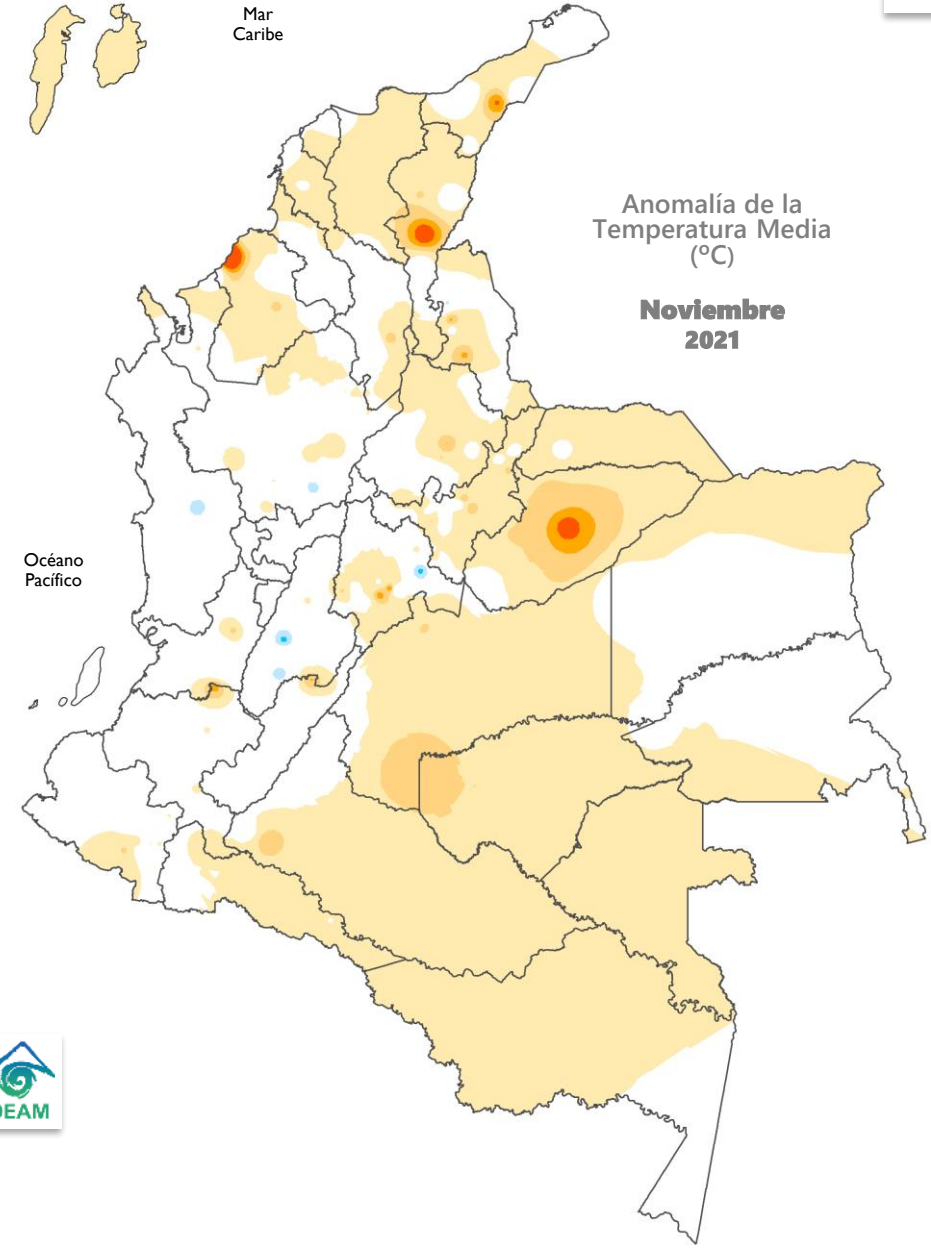 Mar
Caribe
Anomalía de la
Temperatura Media
(ºC)
Noviembre
2021
Océano
Pacífico
DEAM